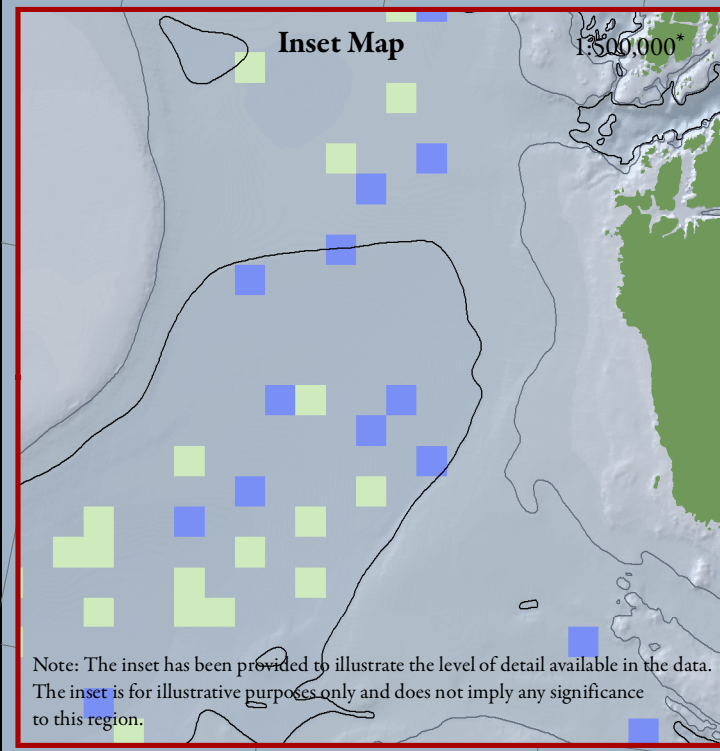 Inset Map
1:500,000*
Note: The inset has been provided to illustrate the level of detail available in the data.
The inset is for illustrative purposes only and does not imply any significance
to this region.